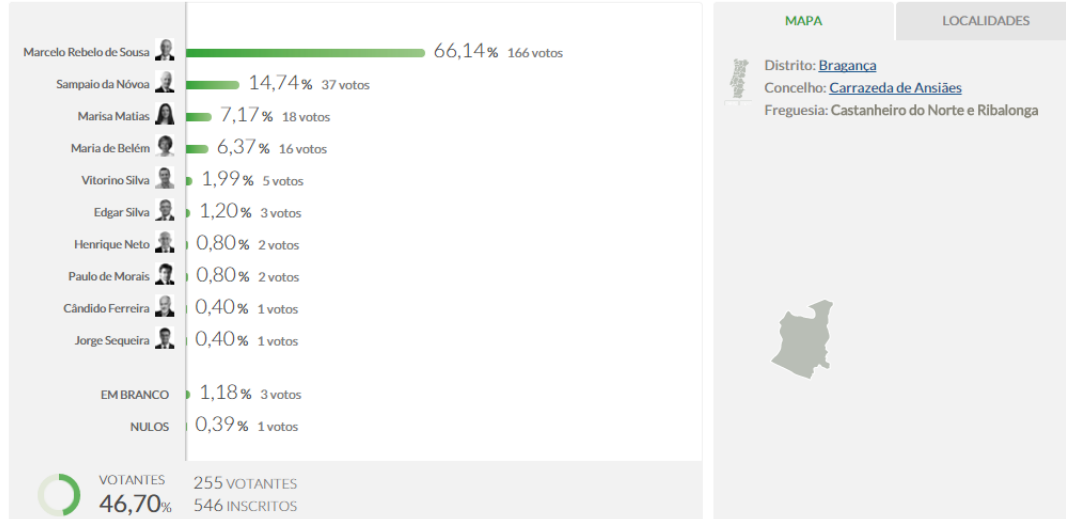 Marcelo Rebelo de Sousa 66,14% 166 votos
Sampaio da Nóvoa 14,74% 37 votos
Marisa Matias 7,17% 18 votos
Maria de Belém 6,37% 16 votos
Vitorino Silva 1,99% 5 votos
Edgar Silva 1,20% 3 votos
Henrique Neto 0,80% 2 votos
Paulo de Morais 0,80% 2 votos
Cândido Ferreira 0,40% 1 votos
Jorge Sequeira 0,40% 1 votos
EM BRANCO 1,18% 3 votos
NULOS 0,39% 1 votos
VOTANTES 255 VOTANTES
46,70% 546 INSCRITOS
MAPA LOCALIDADES
Distrito: Bragança
Concelho: Carrazeda de Ansiães
Freguesia: Castanheiro do Norte e Ribalonga